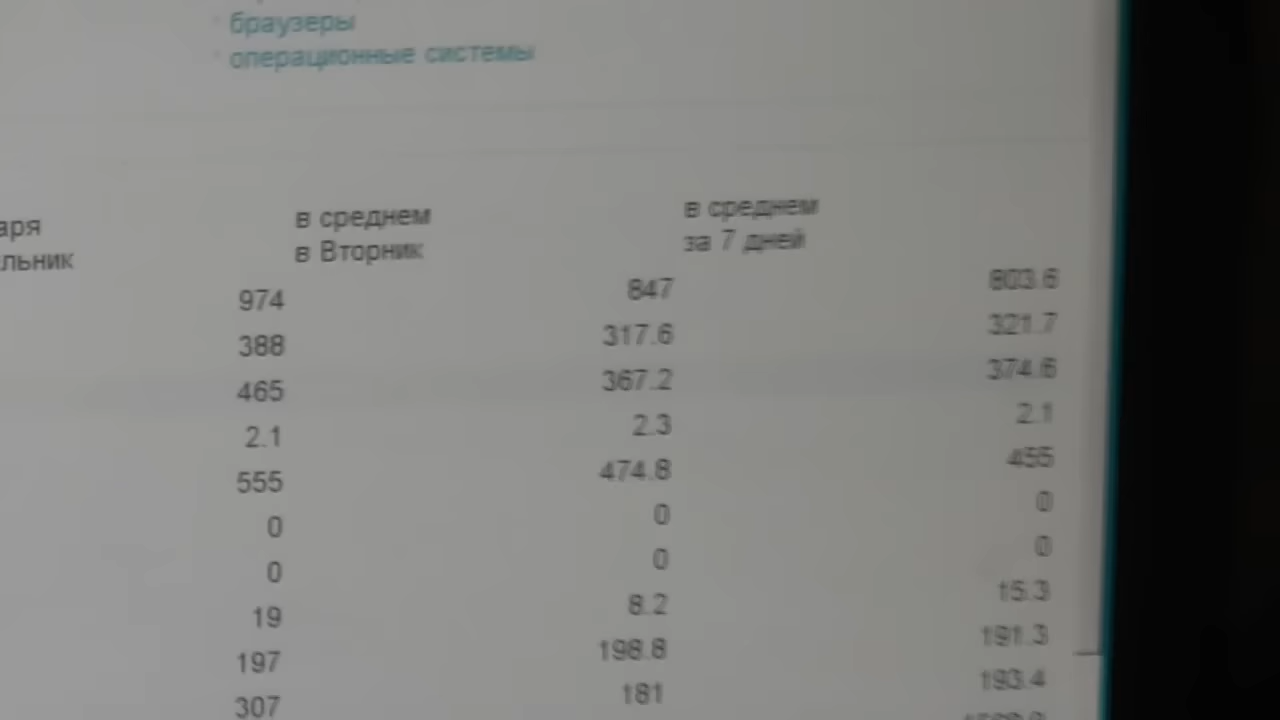 браузеры
операционные системы
аря
льник
в среднем
в Вторник
в среднем
за 7 дней
974 847 803.6
388 317.6 321.7
465 367.2 374.6
2.1 2.3 2.1
555 474.8 455
0 0 0
0 0 0
19 8.2 15.3
197 198.8 191.3
307 181 193.4